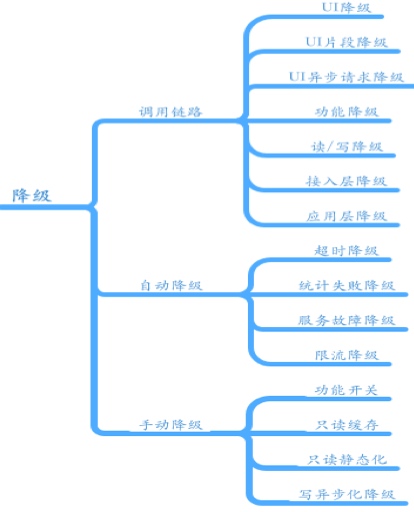 降级
调用链路
UI降级
UI片段降级
UI异步请求降级
功能降级
读/写降级
接入层降级
应用层降级
自动降级
超时降级
统计失败降级
服务故障降级
限流降级
手动降级
功能开关
只读缓存
只读静态化
写异步化降级